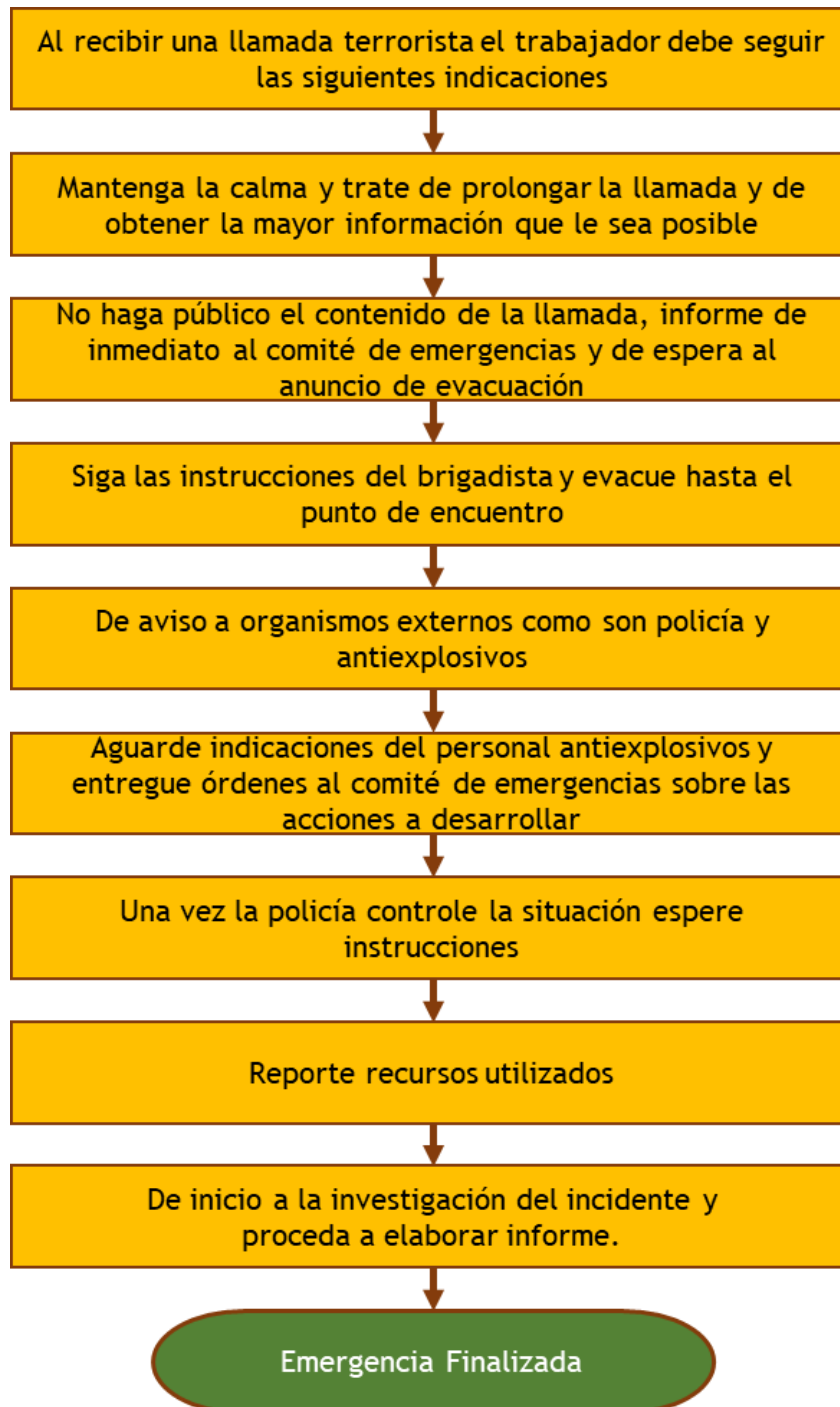 Al recibir una llamada terrorista el trabajador debe seguir
las siguientes indicaciones
Mantenga la calma y trate de prolongar la llamada y de
obtener la mayor información que le sea posible
No haga público el contenido de la llamada, informe de
inmediato al comité de emergencias y de espera al
anuncio de evacuación
Siga las instrucciones del brigadista y evacue hasta el
punto de encuentro
De aviso a organismos externos como son policía y
antiexplosivos
Aguarde indicaciones del personal antiexplosivos y
entregue órdenes al comité de emergencias sobre las
acciones a desarrollar
Una vez la policía controle la situación espere
instrucciones
Reporte recursos utilizados
De inicio a la investigación del incidente y
proceda a elaborar informe.
Emergencia Finalizada